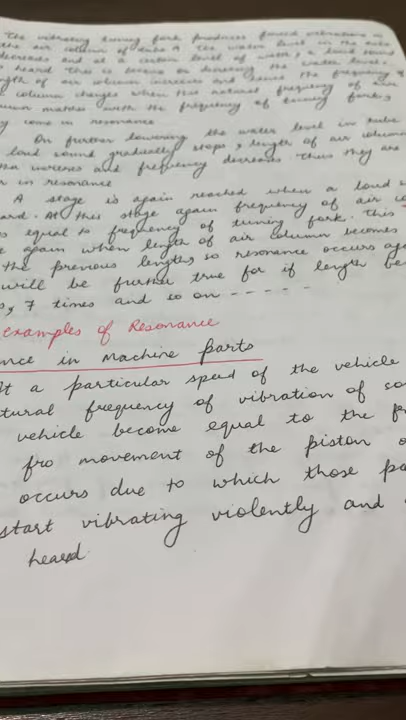 the vibrating tuning fork produces forced vibrations in
the air column of tube A the water level in the tube
decreases and at a certain level of water, a loud sound
heard this is because on decreasing the water level
length of air column increases and hence the frequency of
column changes when this natural frequency of air
column matches with the frequency of tuning fork,
come in resonance
On further lowering the water level in tube
loud sound gradually stops, length of air column
increases and frequency decreases thus they are
in resonance
A stage is again reached when a loud
heard. At this stage again frequency of air
is equal to frequency of tuning fork. This
again when length of air column becomes
the previous lengths so resonance occurs
will be further true for if length be
5, 7 times and so on - - - - -
examples of Resonance
nce in Machine Parts
At a particular speed of the vehicle
tural frequency of vibration of so
vehicle become equal to the
fro movement of the piston o
occurs due to which those pa
start vibrating violently and
heard